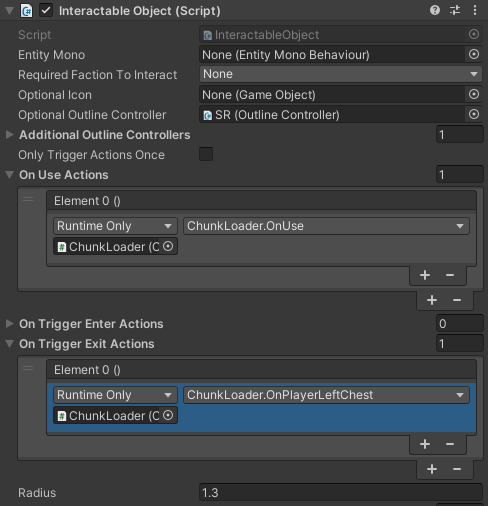 Interactable Object (Script)
Script InteractableObject
Entity Mono None (Entity Mono Behaviour)
Required Faction To Interact None
Optional Icon None (Game Object)
Optional Outline Controller SR (Outline Controller)
Additional Outline Controllers 1
Only Trigger Actions Once
On Use Actions 1
Element 0 ()
Runtime Only ChunkLoader.OnUse
ChunkLoader (C
On Trigger Enter Actions 0
On Trigger Exit Actions 1
Element 0 ()
Runtime Only ChunkLoader.OnPlayerLeftChest
ChunkLoader (C
Radius 1.3